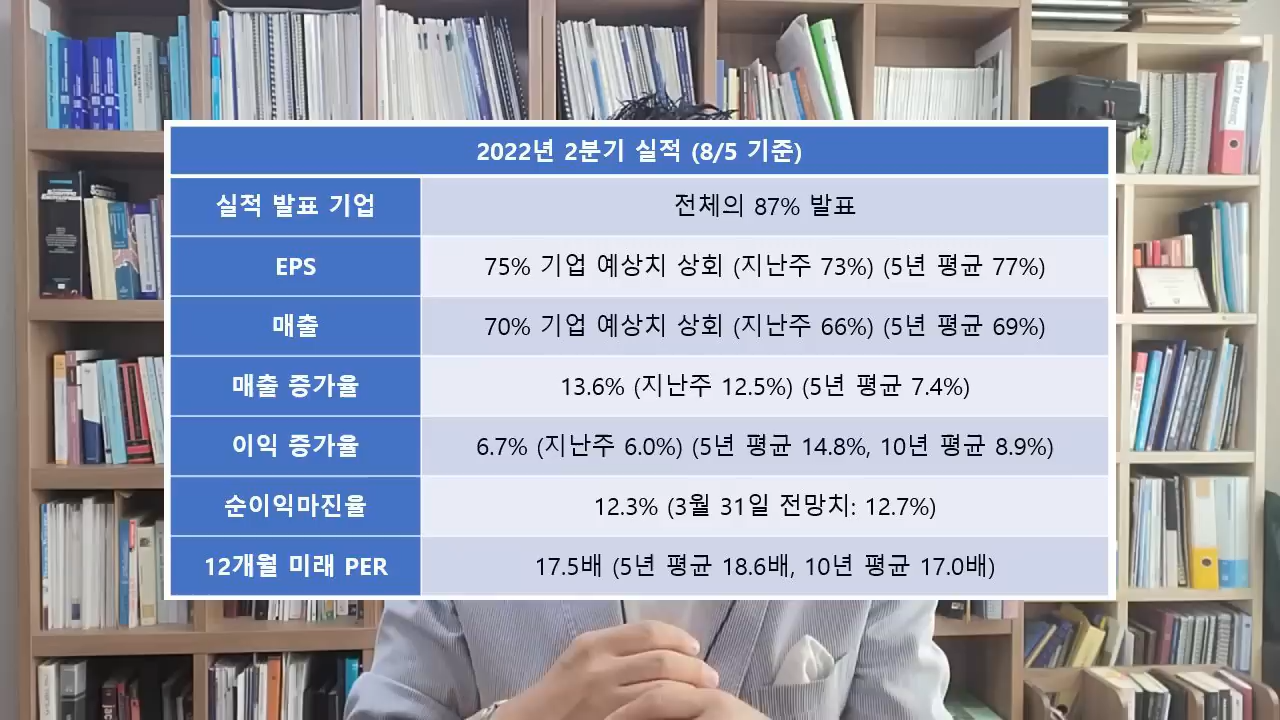 2022년 2분기 실적 (8/5 기준)
실적 발표 기업 전체의 87% 발표
EPS 75% 기업 예상치 상회 (지난주 73%) (5년 평균 77%)
매출 70% 기업 예상치 상회 (지난주 66%) (5년 평균 69%)
매출 증가율 13.6% (지난주 12.5%) (5년 평균 7.4%)
이익 증가율 6.7% (지난주 6.0%) (5년 평균 14.8%, 10년 평균 8.9%)
순이익마진율 12.3% (3월 31일 전망치: 12.7%)
12개월 미래 PER 17.5배 (5년 평균 18.6배, 10년 평균 17.0배)